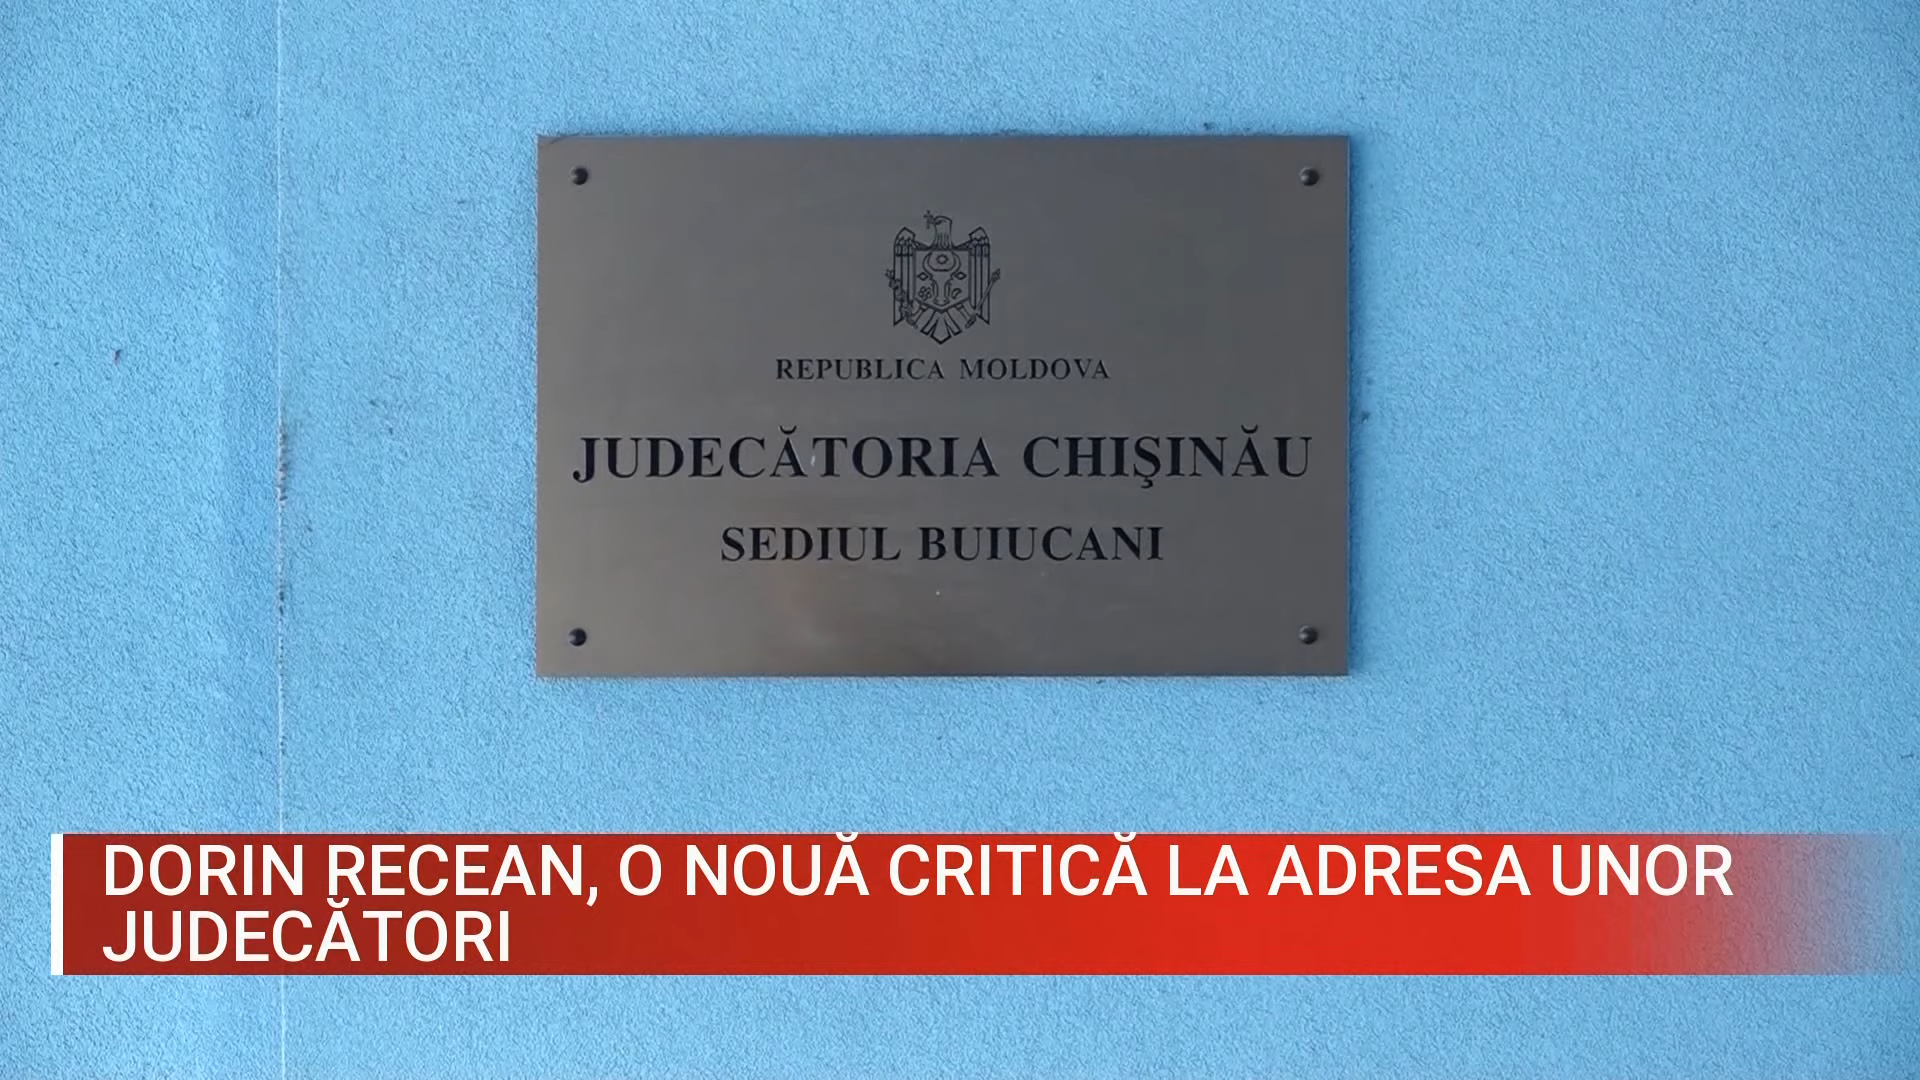 REPUBLICA MOLDOVA
JUDECĂTORIA CHIŞINĂU
SEDIUL BUIUCANI
DORIN RECEAN, O NOUĂ CRITICĂ LA ADRESA UNOR
JUDECĂTORI